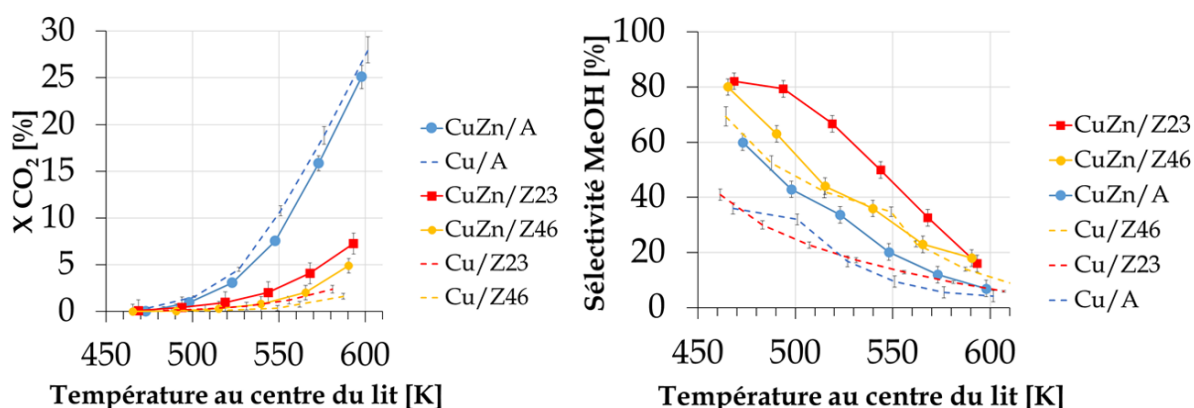 X CO₂ [%]
30
25
20
15
10
5
0
450 500 550 600
Température au centre du lit [K]
CuZn/A
Cu/A
CuZn/Z23
CuZn/Z46
Cu/Z23
Cu/Z46
Sélectivité MeOH [%]
100
80
60
40
20
0
450 500 550 600
Température au centre du lit [K]
CuZn/Z23
CuZn/Z46
CuZn/A
Cu/Z46
Cu/Z23
Cu/A